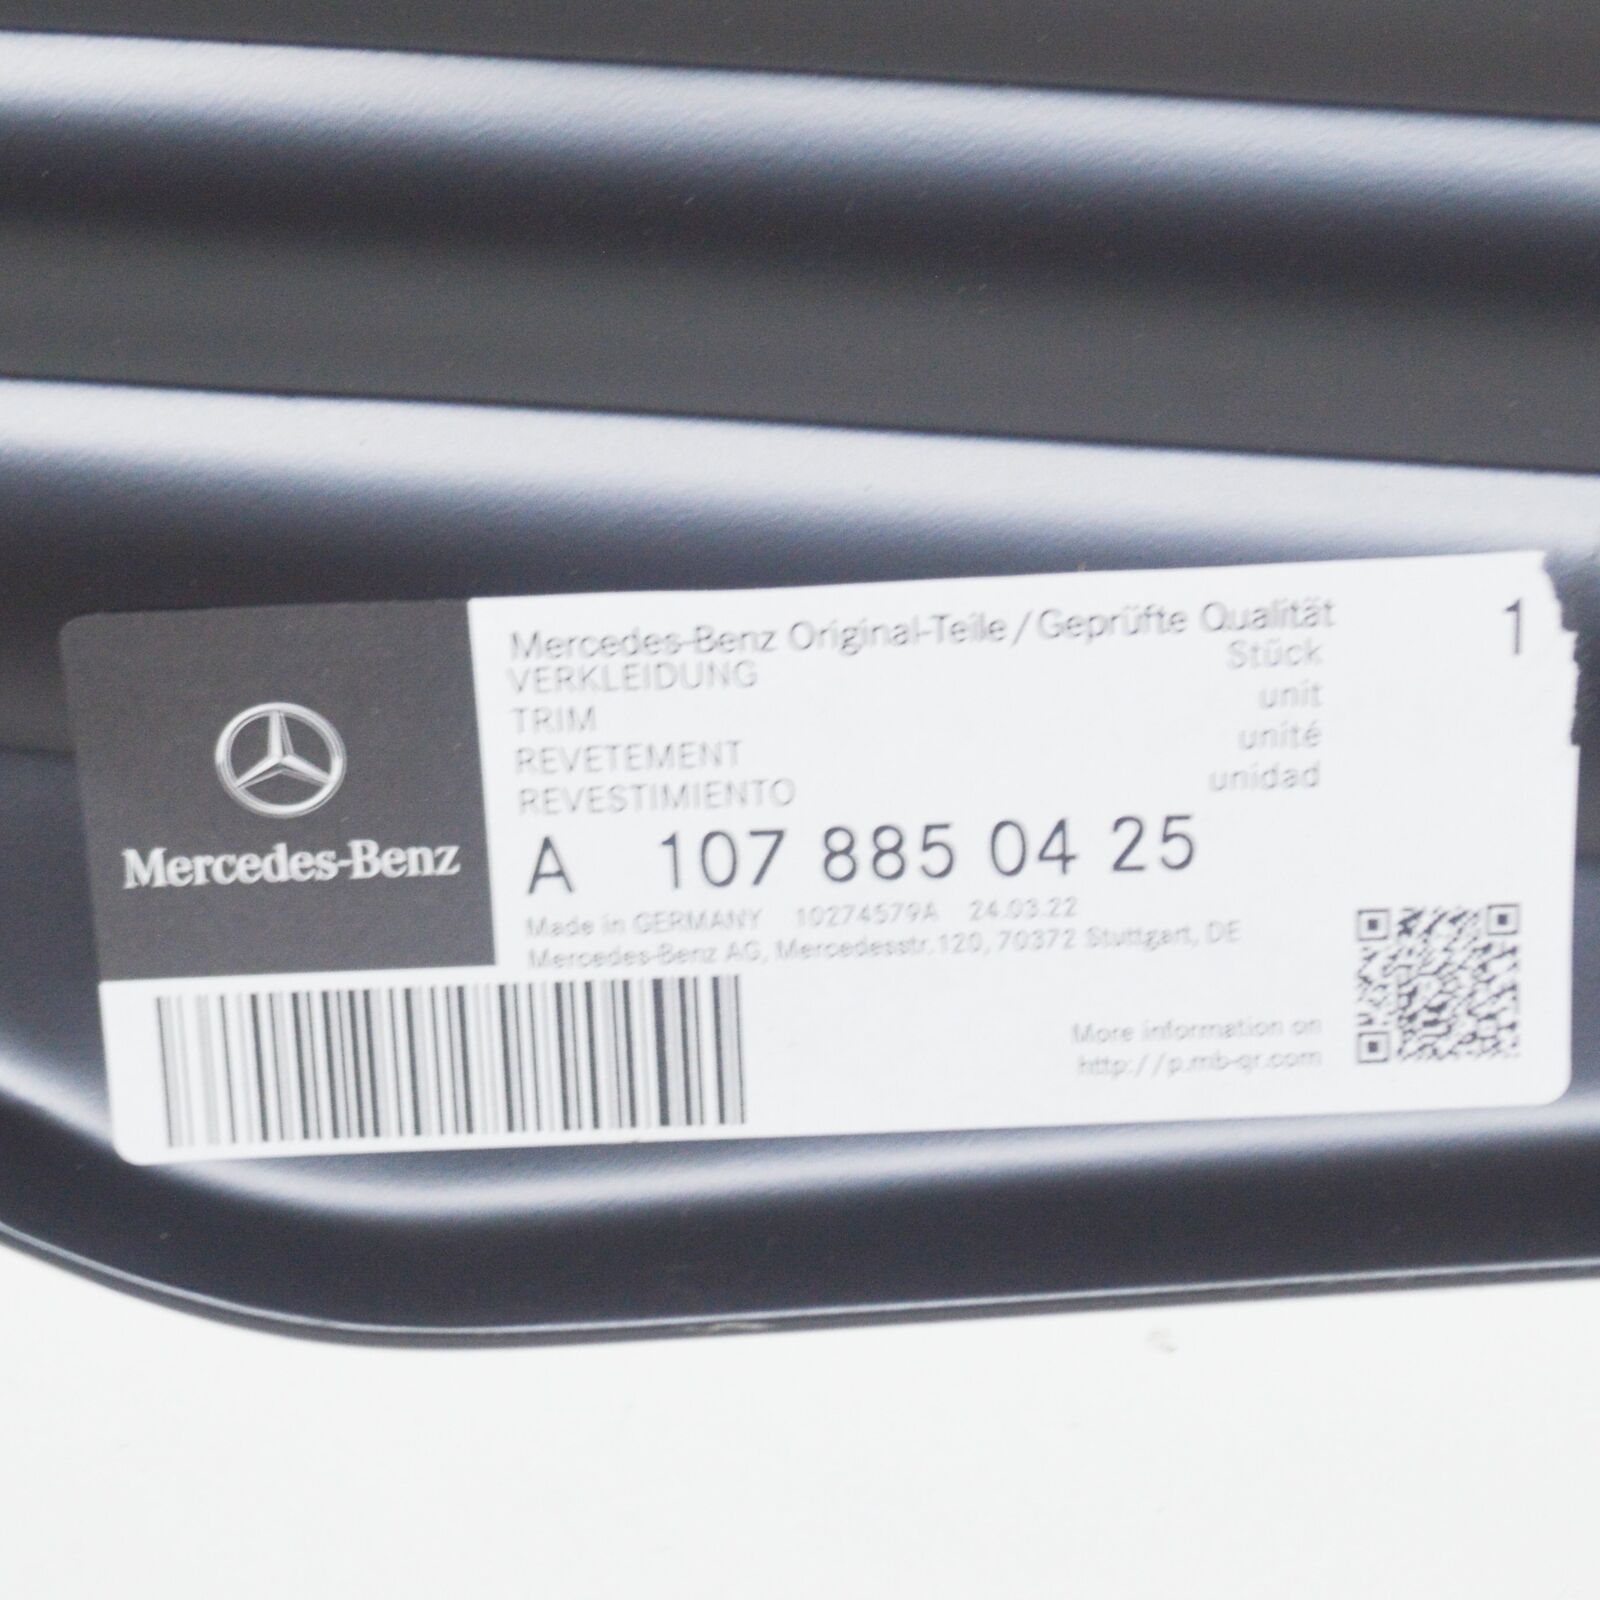 Mercedes-Benz Original-Teile / Geprüfte Qualität 1
VERKLEIDUNG Stück
TRIM unit
REVETEMENT unité
REVESTIMIENTO unidad
A 107 885 04 25
Made in GERMANY 10274579A 24.03.22
Mercedes-Benz AG, Mercedesstr.120, 70372 Stuttgart, DE
Mercedes-Benz
More information on
http://p.mb-qr.com